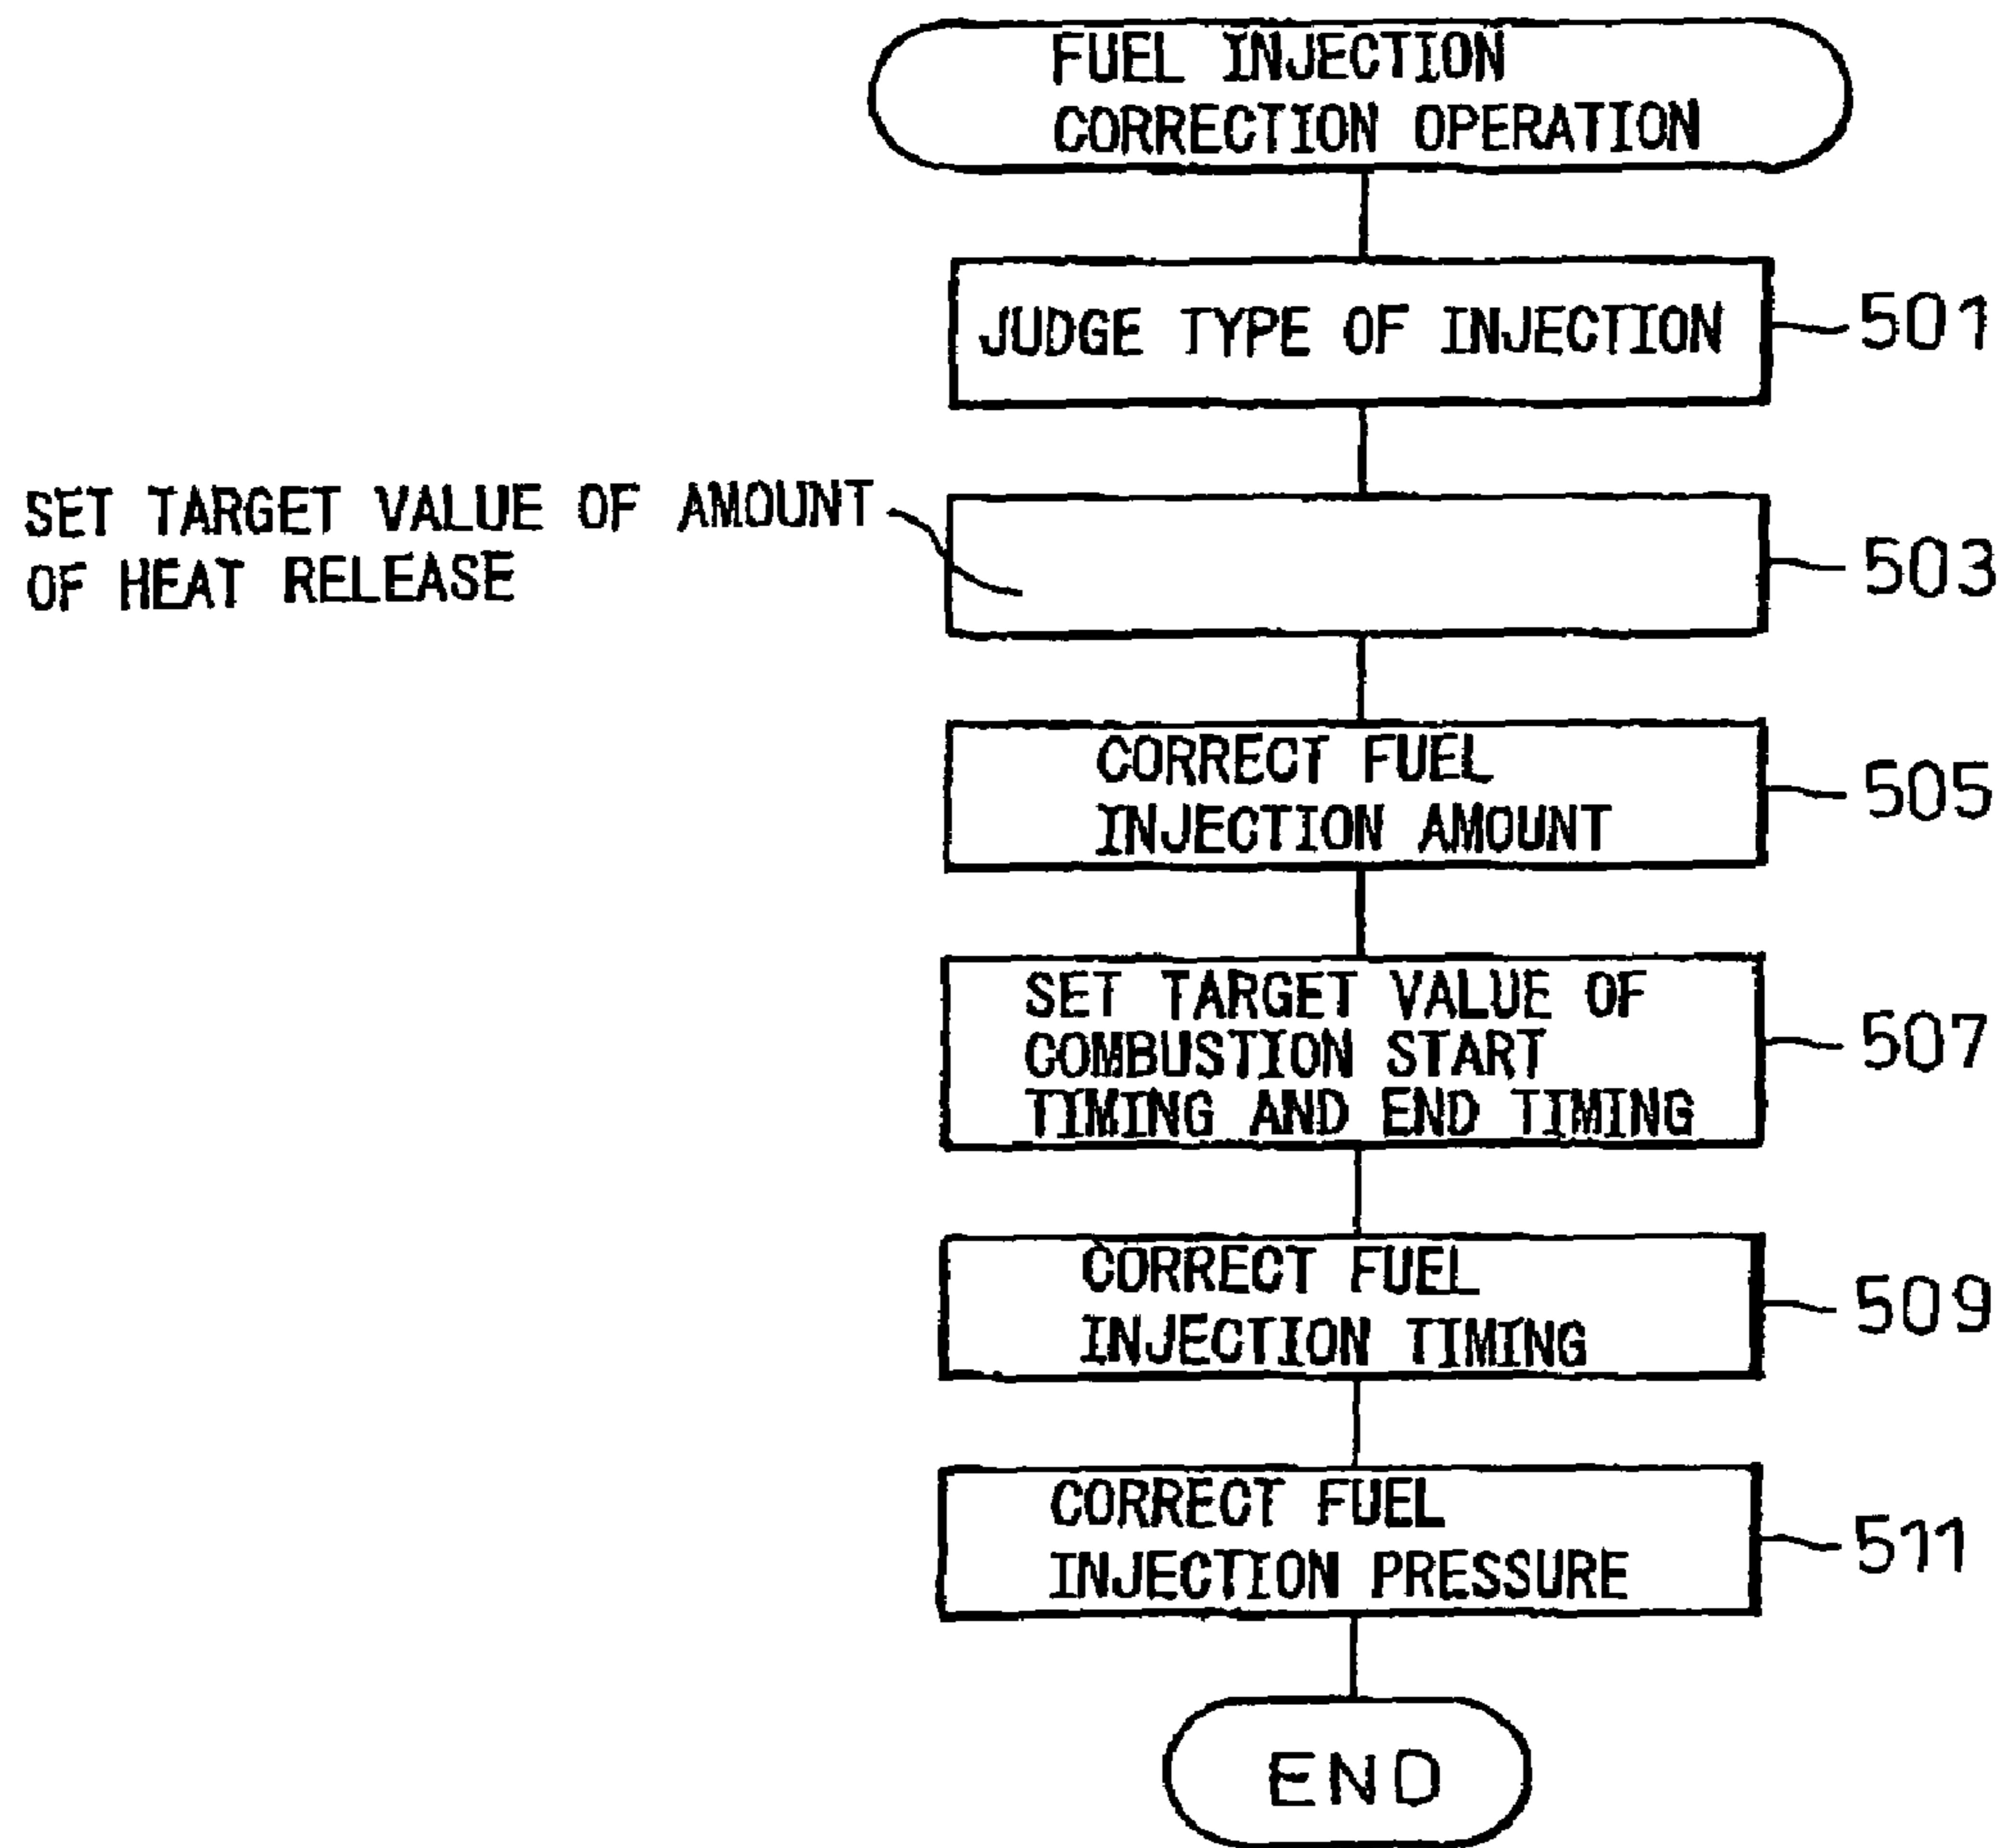 FUEL INJECTION
CORRECTION OPERATION
JUDGE TYPE OF INJECTION
501
SET TARGET VALUE OF AMOUNT
OF HEAT RELEASE
503
CORRECT FUEL
INJECTION AMOUNT
505
SET TARGET VALUE OF
COMBUSTION START
TIMING AND END TIMING
507
CORRECT FUEL
INJECTION TIMING
509
CORRECT FUEL
INJECTION PRESSURE
511
END